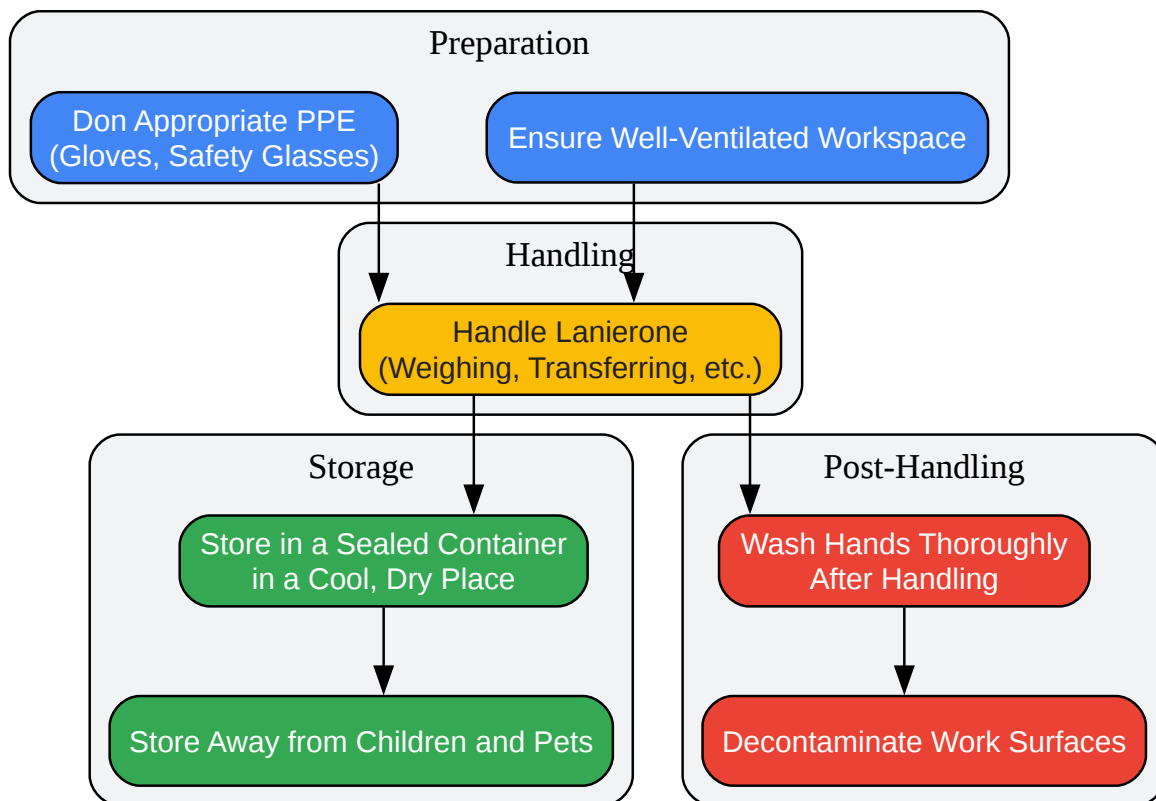 Preparation
Don Appropriate PPE
(Gloves, Safety Glasses)
Ensure Well-Ventilated Workspace
Handling
Handle Lanierone
(Weighing, Transferring, etc.)
Storage
Store in a Sealed Container
in a Cool, Dry Place
Store Away from Children and Pets
Post-Handling
Wash Hands Thoroughly
After Handling
Decontaminate Work Surfaces